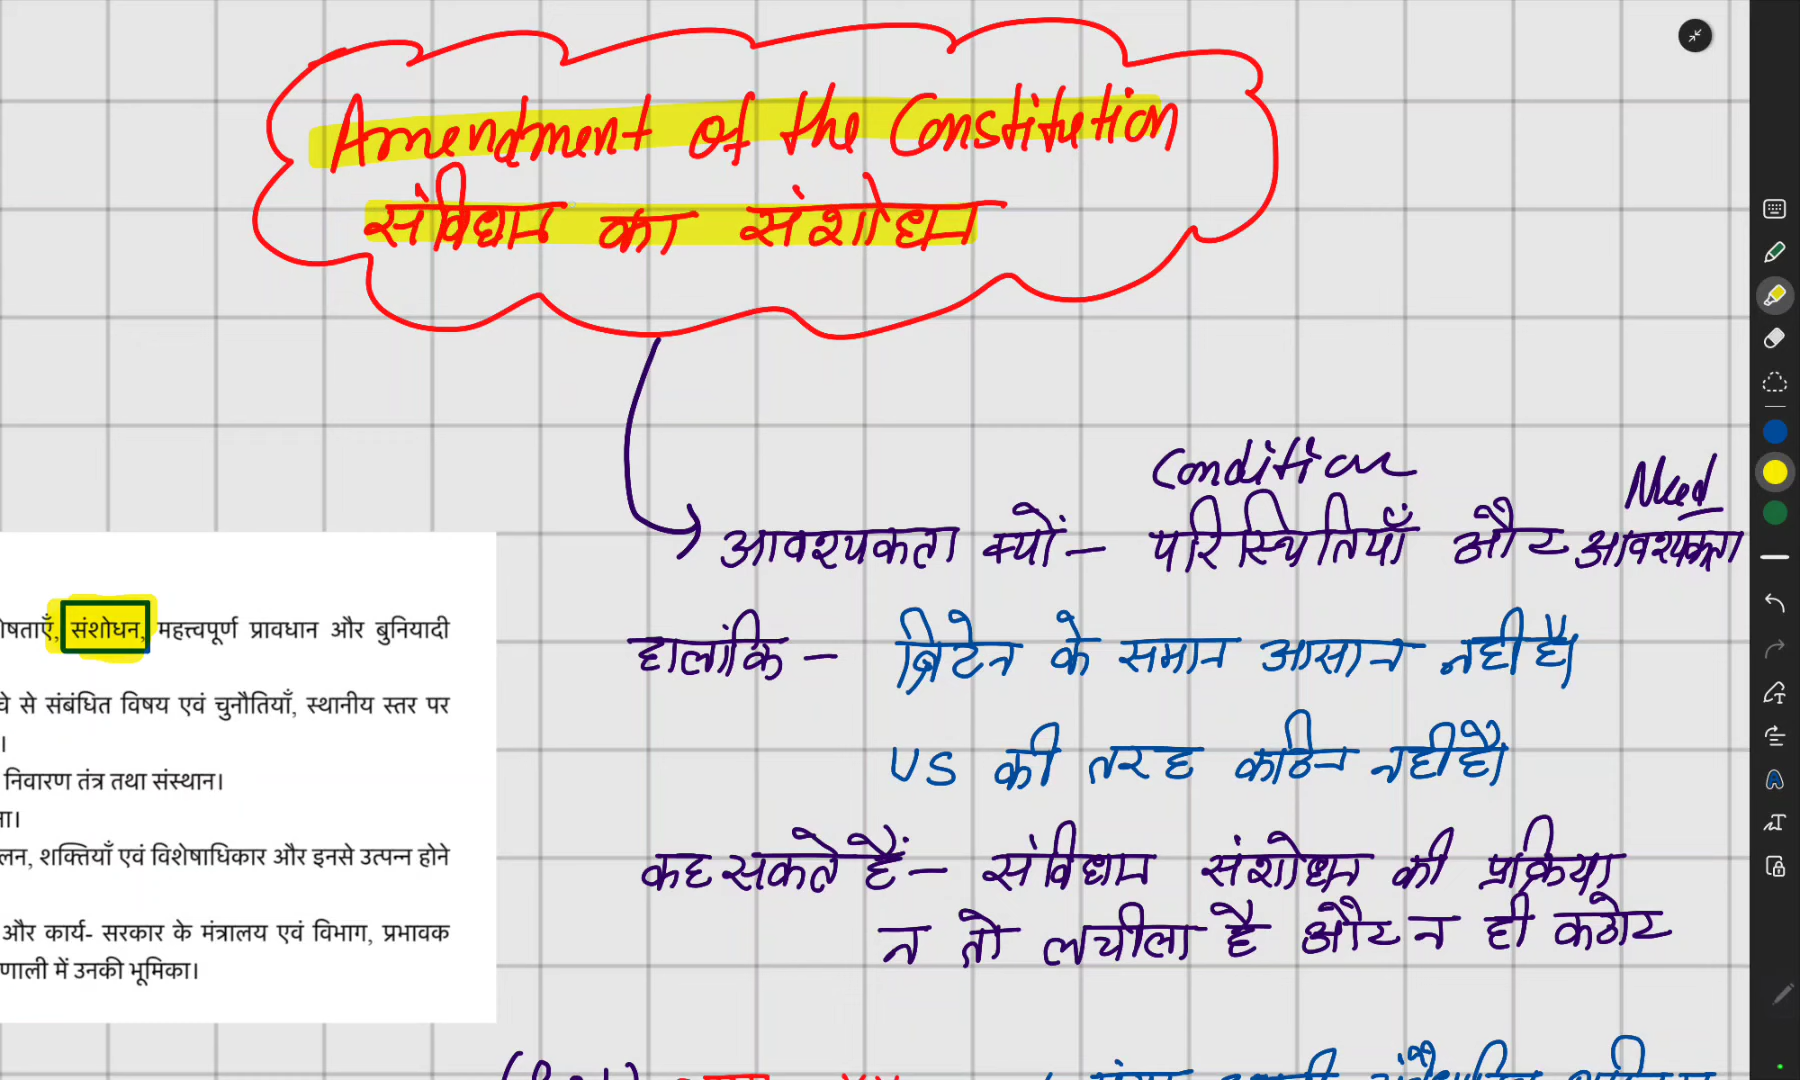 Amendment of the Constitution
संविधान का संशोधन
Condition
Need
आवश्यकता क्यों – परिस्थितियाँ और आवश्यकता
हालांकि – ब्रिटेन के समान आसान नहीं है।
US की तरह कठिन नहीं है।
कह सकते हैं – संविधान संशोधन की प्रक्रिया
न तो लचीला है और न ही कठोर
षताएँ, संशोधन, महत्त्वपूर्ण प्रावधान और बुनियादी
से संबंधित विषय एवं चुनौतियाँ, स्थानीय स्तर पर
।
निवारण तंत्र तथा संस्थान।
ा।
लन, शक्तियाँ एवं विशेषाधिकार और इनसे उत्पन्न होने
और कार्य- सरकार के मंत्रालय एवं विभाग, प्रभावक
णाली में उनकी भूमिका।